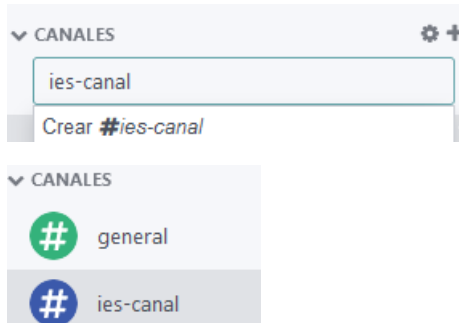 CANALES
ies-canal
Crear #ies-canal
CANALES
# general
# ies-canal